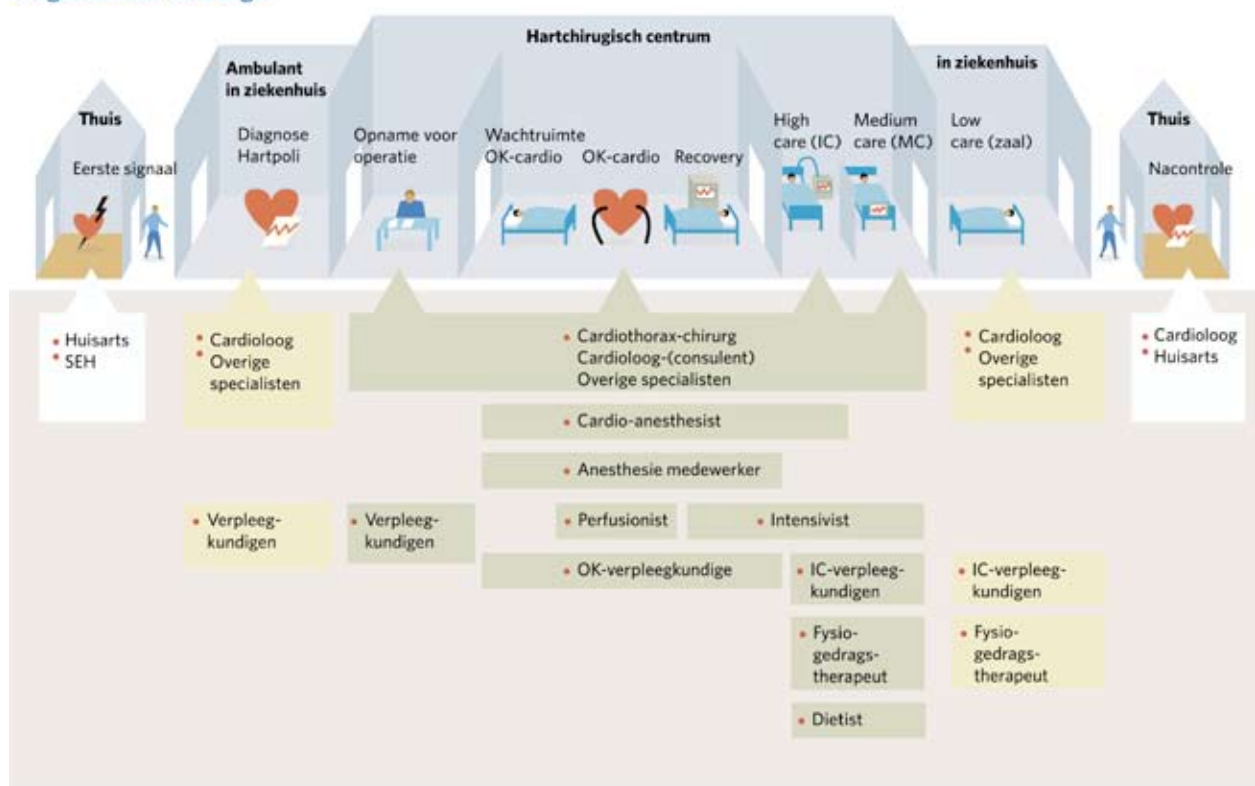 Hartchirugisch centrum
Ambulant
in ziekenhuis
in ziekenhuis
Thuis
Thuis
Eerste signaal
Diagnose
Hartpoli
Opname voor
operatie
Wachtruimte
OK-cardio
OK-cardio
Recovery
High
care (IC)
Medium
care (MC)
Low
care (zaal)
Nacontrole
• Huisarts
• SEH
• Cardioloog
• Overige
specialisten
• Cardiothorax-chirurg
Cardioloog-(consulent)
Overige specialisten
• Cardioloog
• Overige
specialisten
• Cardioloog
• Huisarts
• Cardio-anesthesist
• Anesthesie medewerker
• Verpleeg-
kundigen
• Verpleeg-
kundigen
• Perfusionist
• Intensivist
• OK-verpleegkundige
• IC-verpleeg-
kundigen
• IC-verpleeg-
kundigen
• Fysio-
gedrags-
therapeut
• Fysio-
gedrags-
therapeut
• Dietist